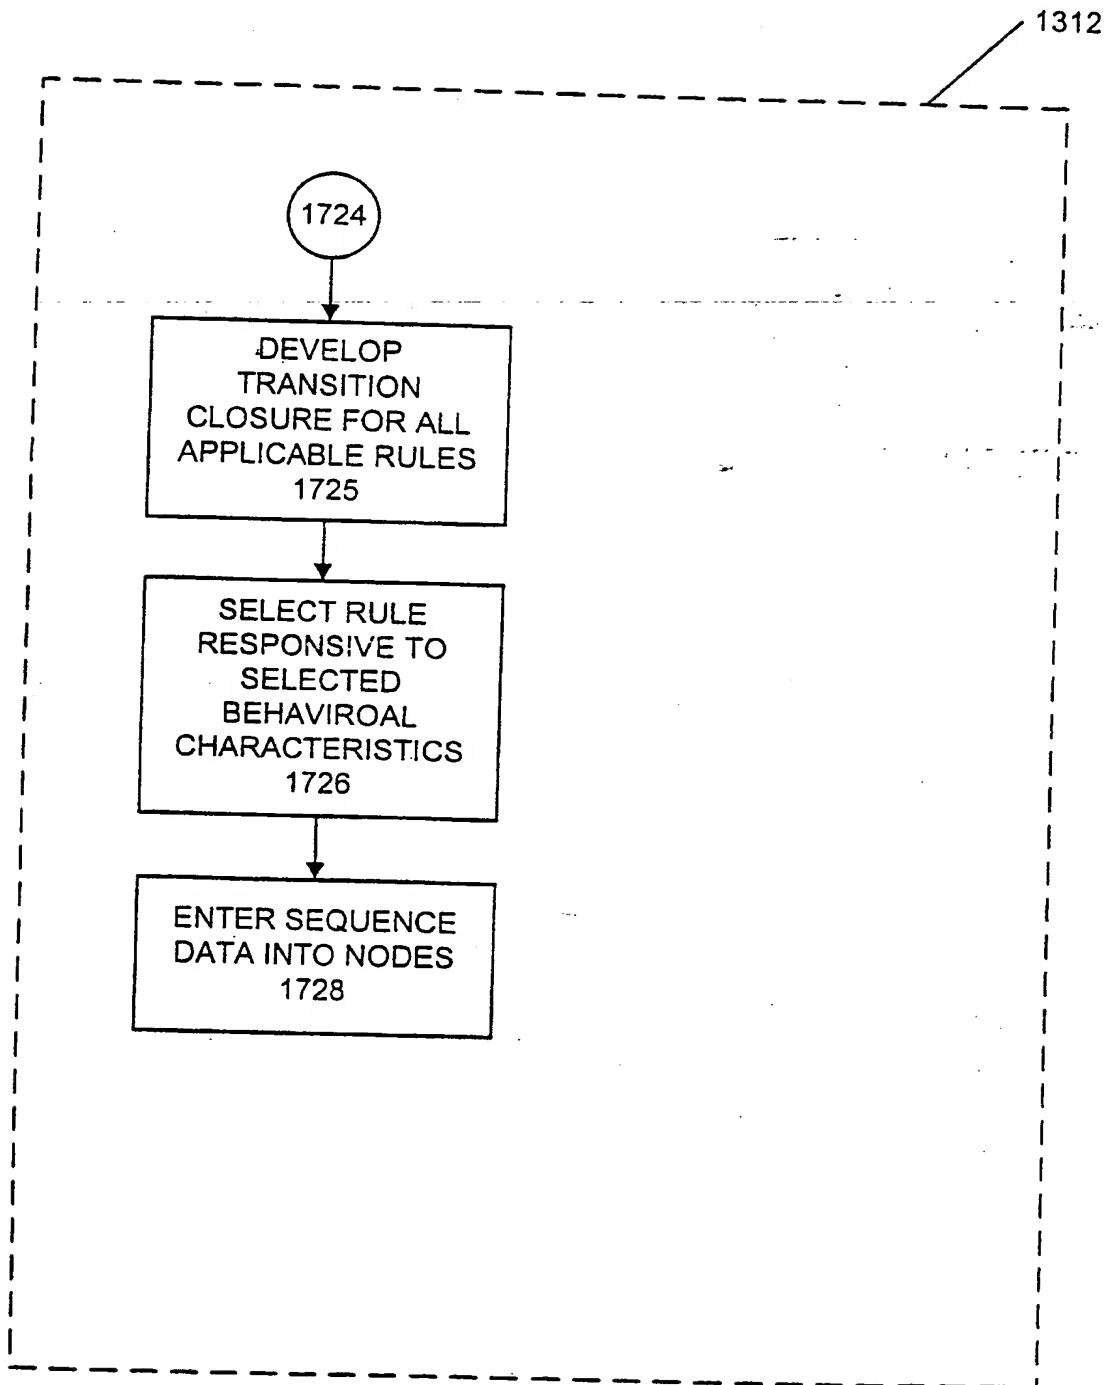 1312
1724
DEVELOP
TRANSITION
CLOSURE FOR ALL
APPLICABLE RULES
1725
SELECT RULE
RESPONSIVE TO
SELECTED
BEHAVIROAL
CHARACTERISTICS
1726
ENTER SEQUENCE
DATA INTO NODES
1728